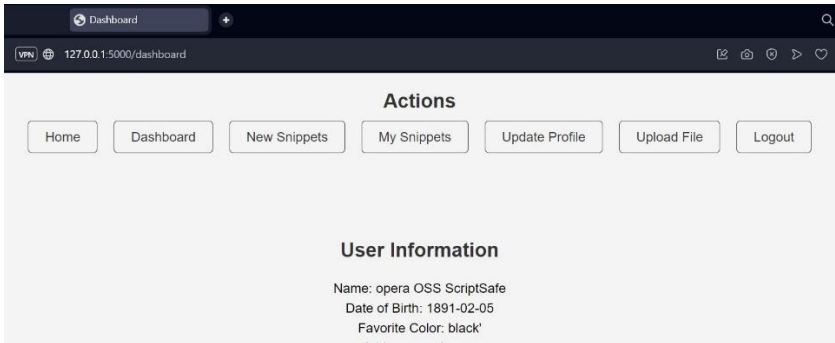 Dashboard
VPN 127.0.0.1:5000/dashboard
Actions
Home Dashboard New Snippets My Snippets Update Profile Upload File Logout
User Information
Name: opera OSS ScriptSafe
Date of Birth: 1891-02-05
Favorite Color: black'